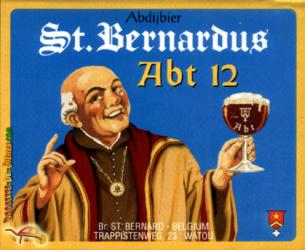 Abdijbier
St. Bernardus
Abt 12
Abt
Br. ST. BERNARD - BELGIUM
TRAPPISTENWEG, 23 WATOU